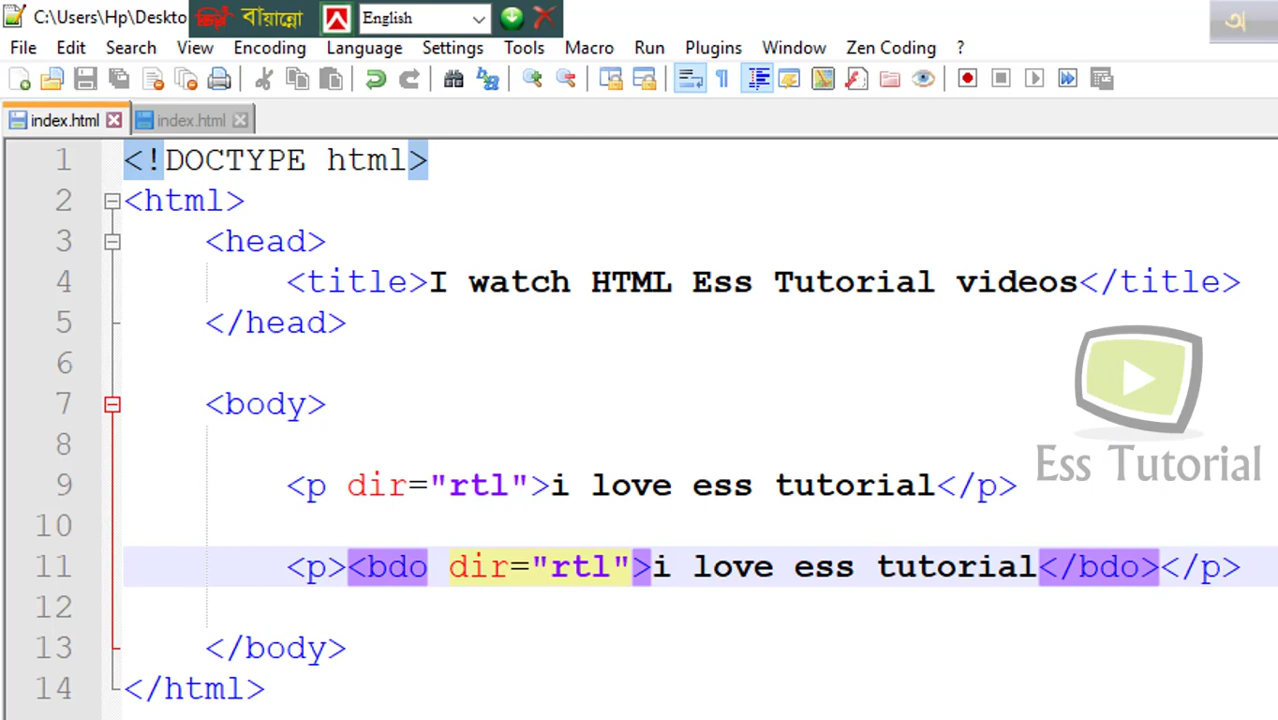 C:\Users\Hp\Deskto বায়ান্নো English অ
File Edit Search View Encoding Language Settings Tools Macro Run Plugins Window Zen Coding ?
index.html index.html
1 <!DOCTYPE html>
2 <html>
3 <head>
4 <title>I watch HTML Ess Tutorial videos</title>
5 </head>
6
7 <body>
8
9 <p dir="rtl">i love ess tutorial</p>
10
11 <p><bdo dir="rtl">i love ess tutorial</bdo></p>
12
13 </body>
14 </html>
Ess Tutorial